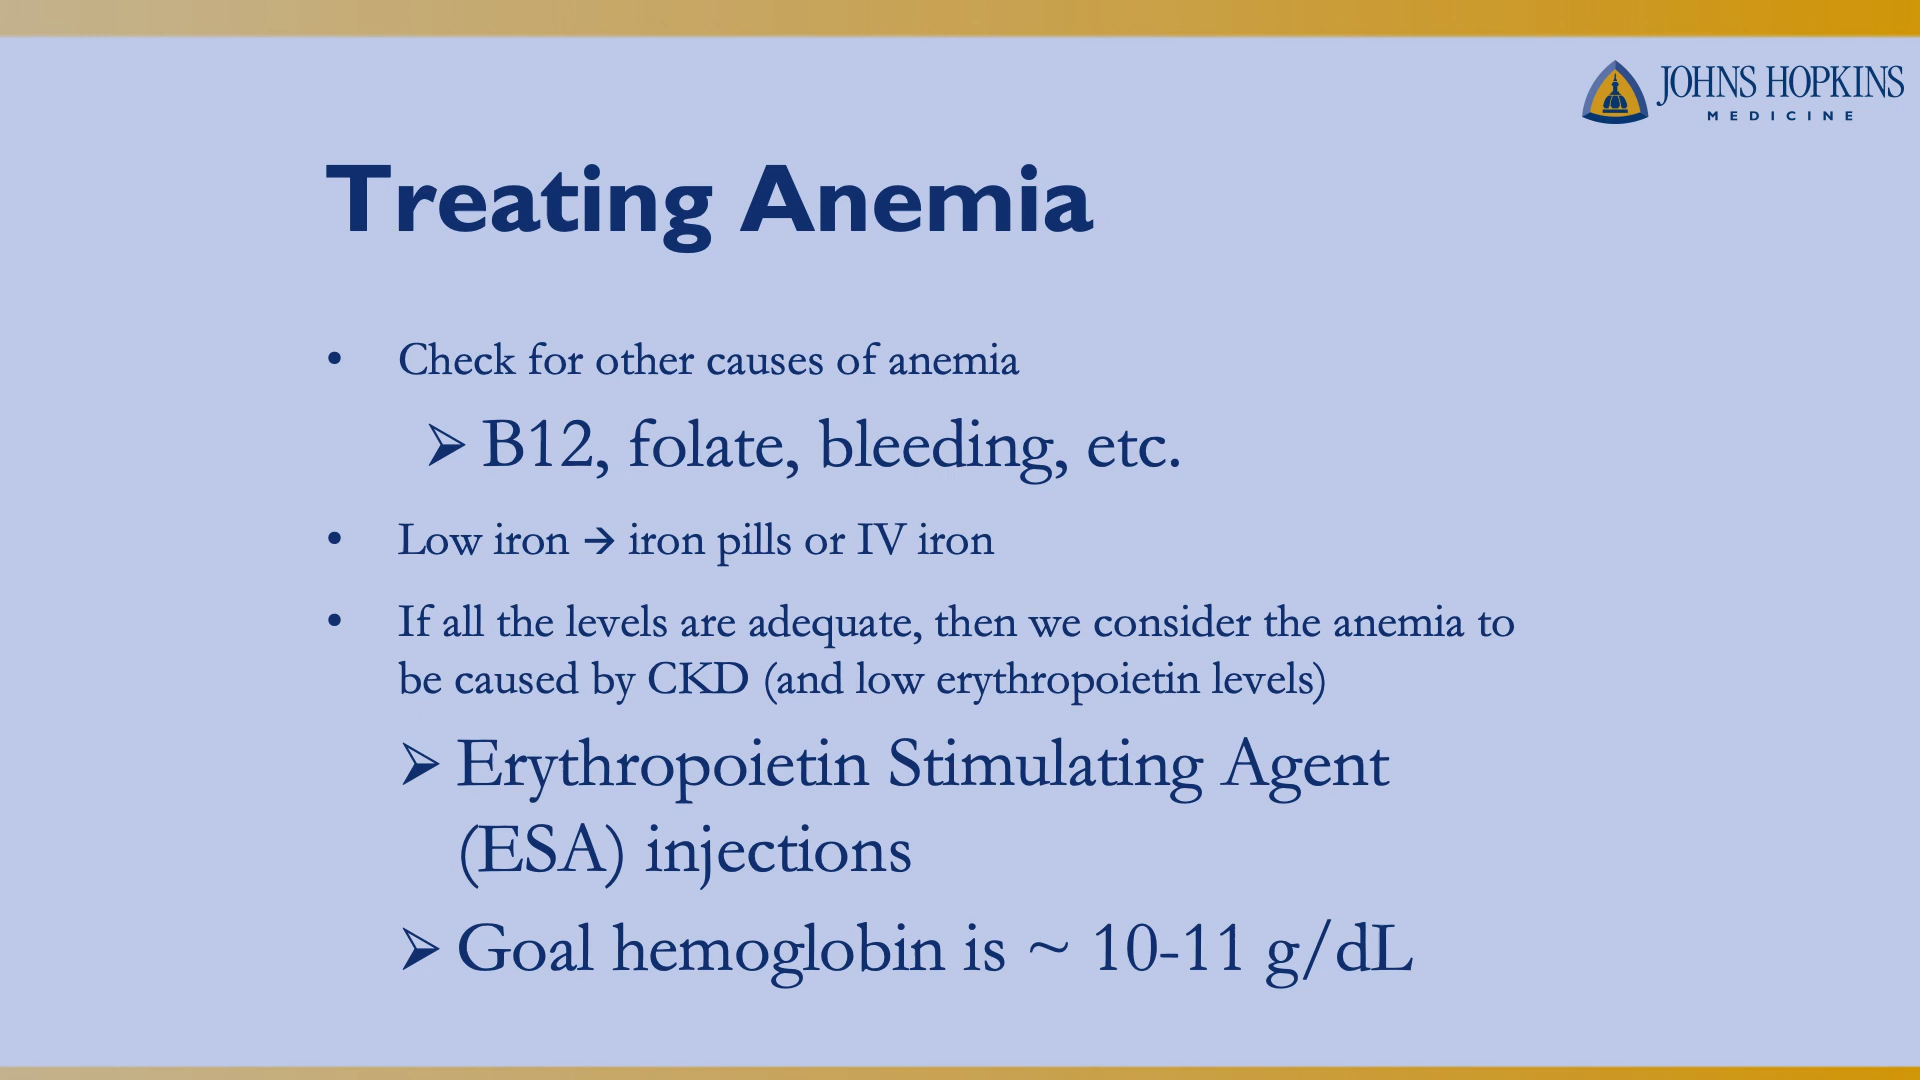 JOHNS HOPKINS
MEDICINE
Treating Anemia
• Check for other causes of anemia
➢ B12, folate, bleeding, etc.
• Low iron → iron pills or IV iron
• If all the levels are adequate, then we consider the anemia to
be caused by CKD (and low erythropoietin levels)
➢ Erythropoietin Stimulating Agent
(ESA) injections
➢ Goal hemoglobin is ~ 10-11 g/dL